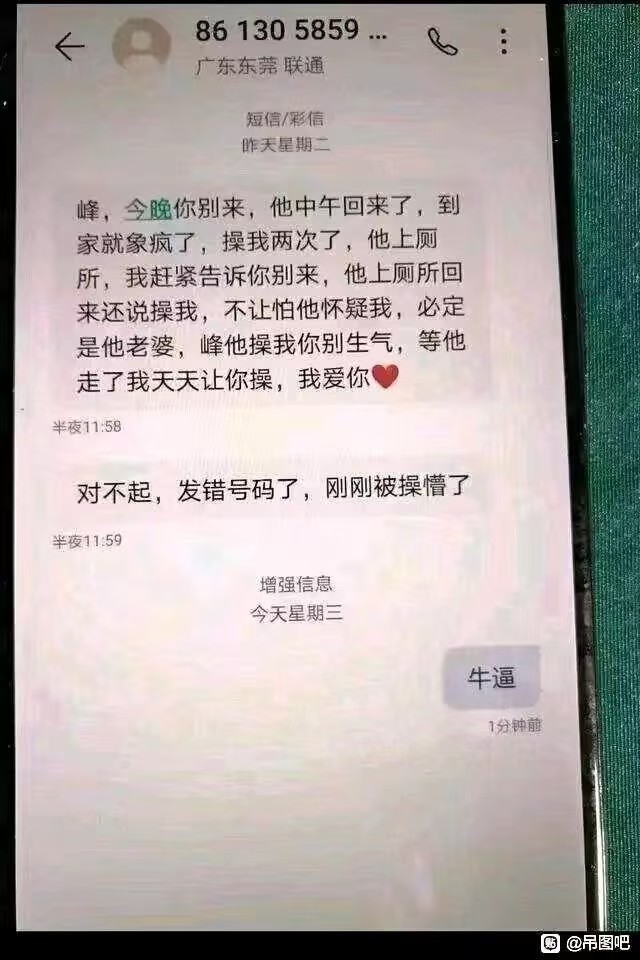 86 130 5859 ...
广东东莞 联通
短信/彩信
昨天星期二
峰，今晚你别来，他中午回来了，到
家就象疯了，操我两次了，他上厕
所，我赶紧告诉你别来，他上厕所回
来还说操我，不让怕他怀疑我，必定
是他老婆，峰他操我你别生气，等他
走了我天天让你操，我爱你❤
半夜11:58
对不起，发错号码了，刚刚被操懵了
半夜11:59
增强信息
今天星期三
牛逼
1分钟前
贴 @吊图吧